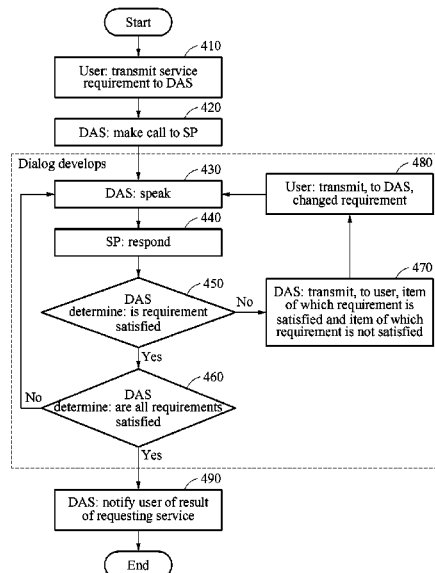 Start
410
User: transmit service
requirement to DAS
420
DAS: make call to SP
Dialog develops
430
DAS: speak
480
User: transmit, to DAS,
changed requirement
440
SP: respond
450
DAS
determine: is requirement
satisfied
No
470
DAS: transmit, to user, item
of which requirement is
satisfied and item of which
requirement is not satisfied
Yes
460
DAS
determine: are all requirements
satisfied
No
Yes
490
DAS: notify user of result
of requesting service
End